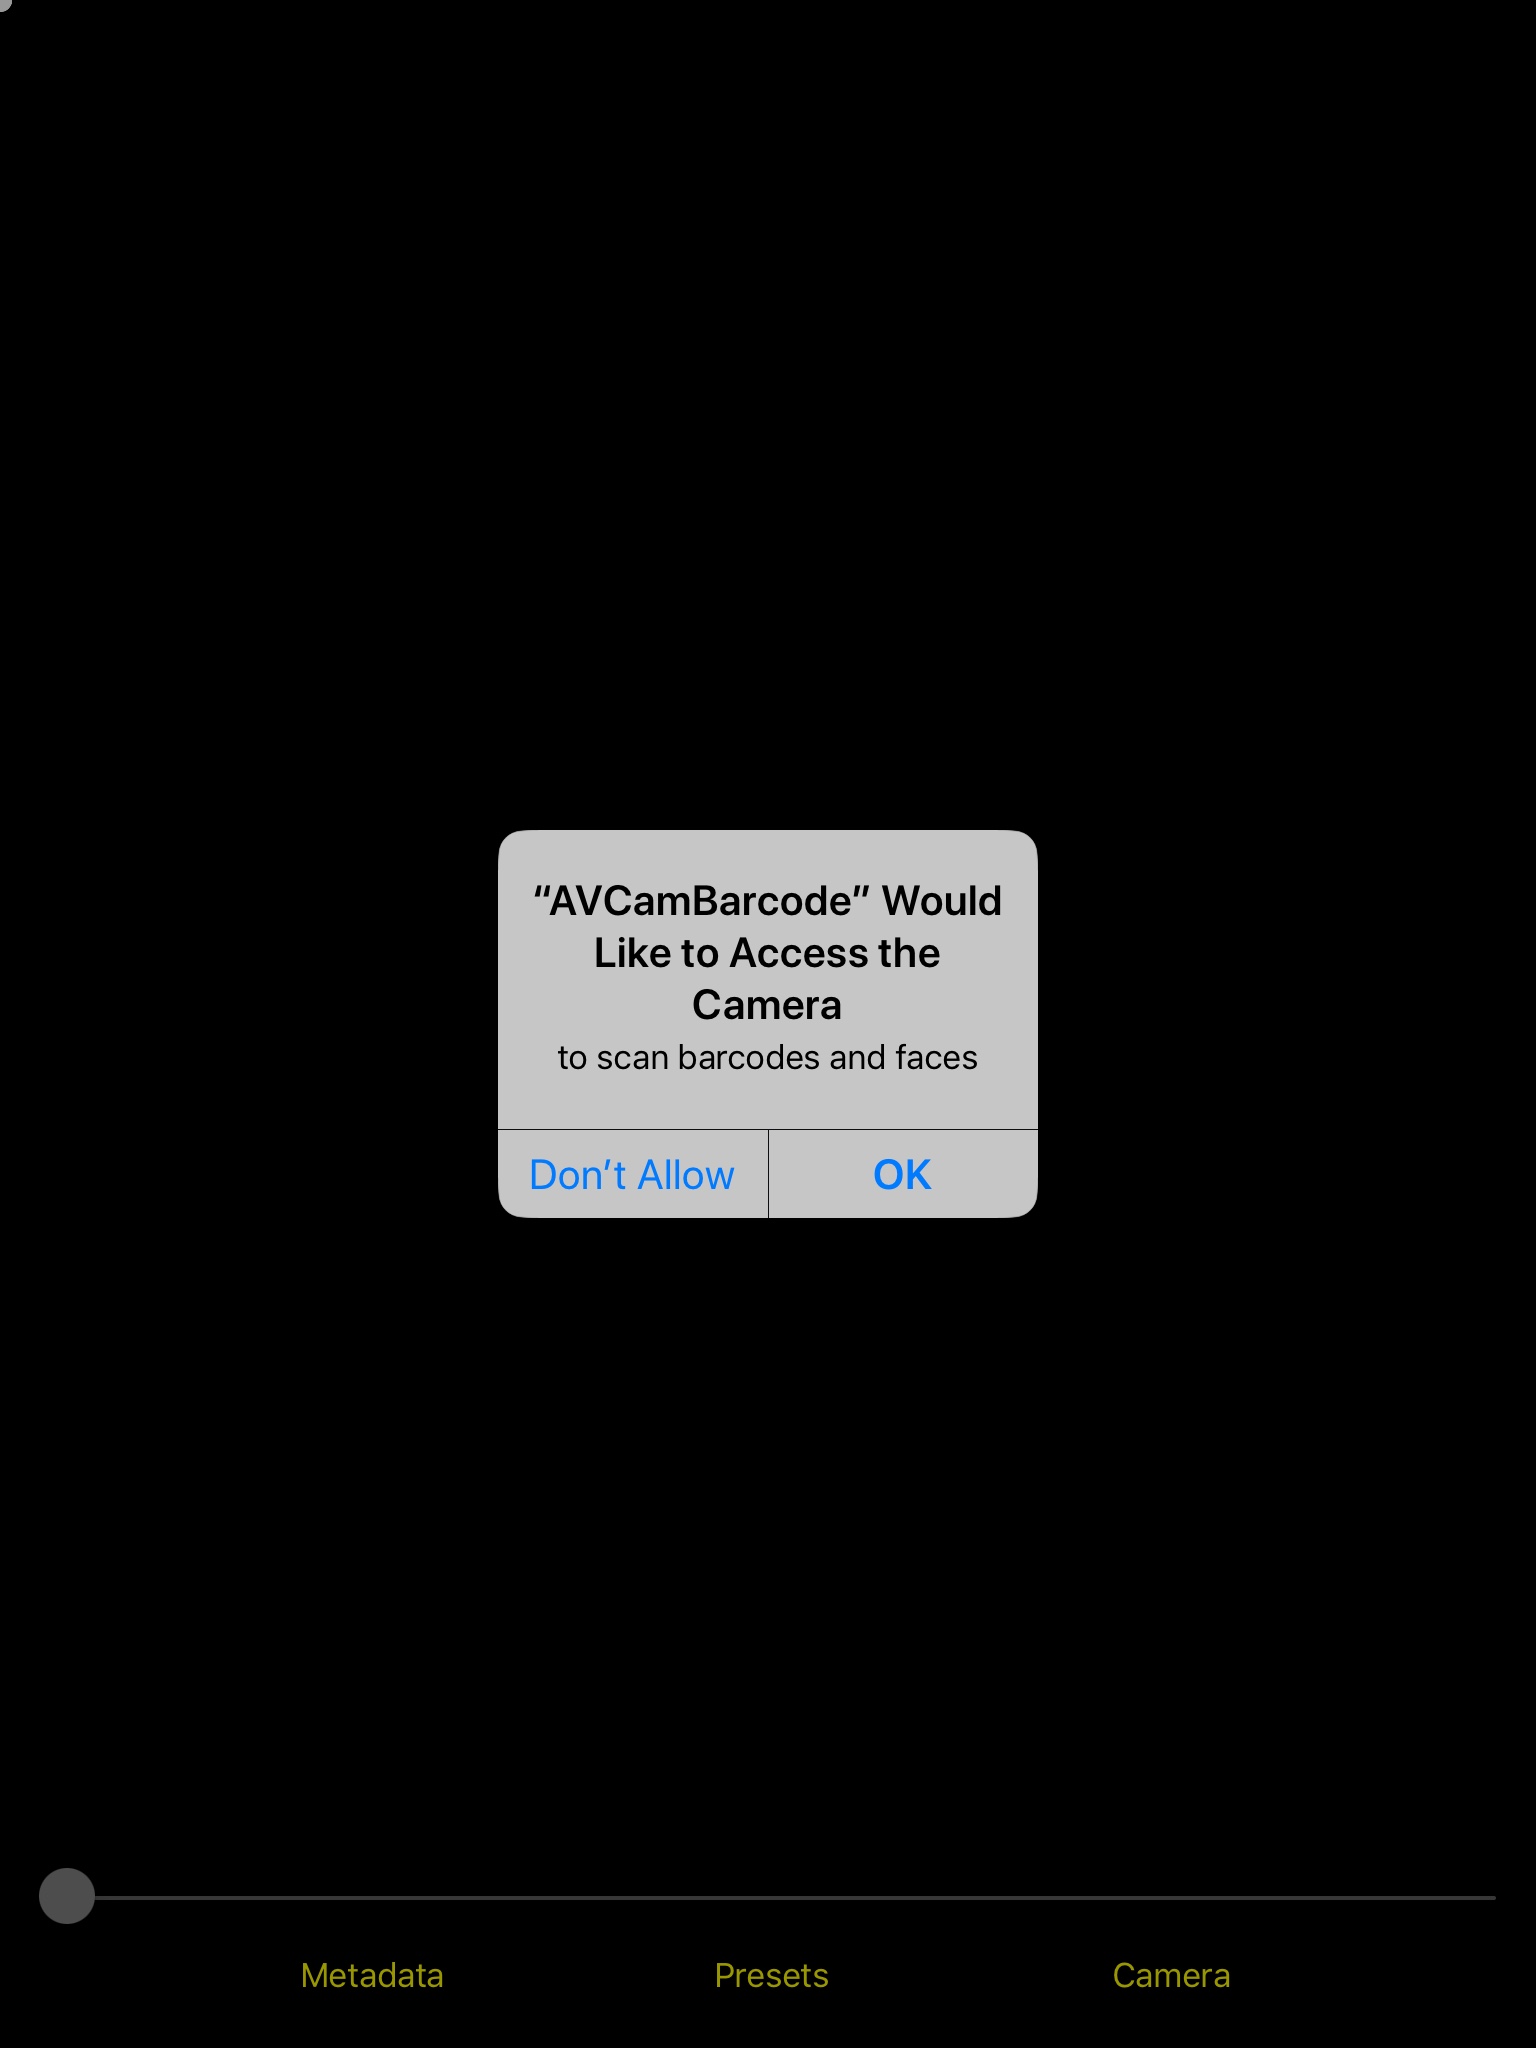 “AVCamBarcode” Would
Like to Access the
Camera
to scan barcodes and faces
Don’t Allow
OK
Metadata
Presets
Camera